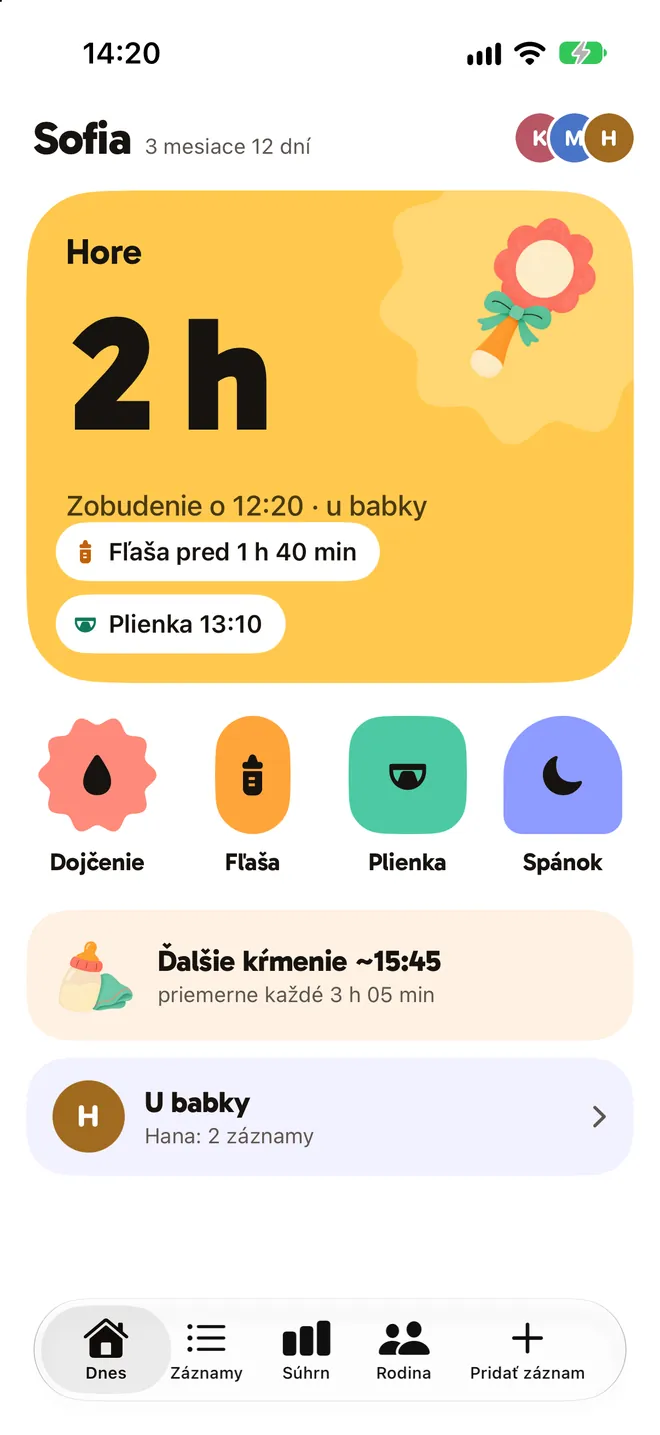 14:20
Sofia 3 mesiace 12 dní
K M H
Hore
2 h
Zobudenie o 12:20 · u babky
Fľaša pred 1 h 40 min
Plienka 13:10
Dojčenie Fľaša Plienka Spánok
Ďalšie kŕmenie ~15:45
priemerne každé 3 h 05 min
H
U babky
Hana: 2 záznamy
Dnes Záznamy Súhrn Rodina Pridať záznam